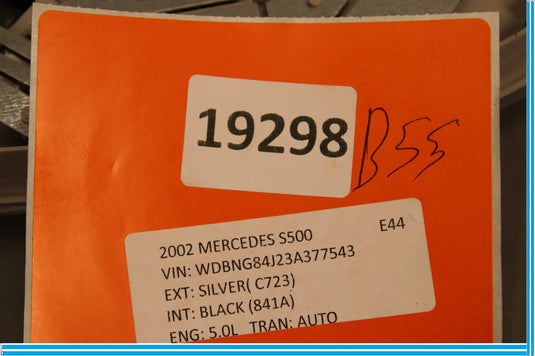 19298
B55
2002 MERCEDES S500 E44
VIN: WDBNG84J23A377543
EXT: SILVER( C723)
INT: BLACK (841A)
ENG: 5.0L TRAN: AUTO